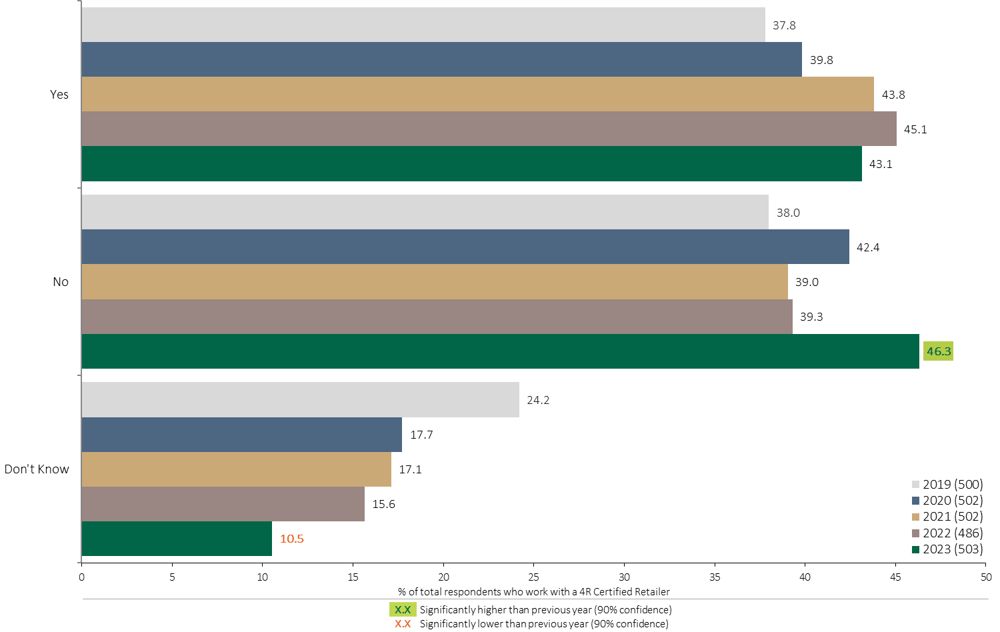 37.8
39.8
Yes
43.8
45.1
43.1
38.0
42.4
No
39.0
39.3
46.3
24.2
17.7
Don't Know
17.1
15.6
10.5
2019 (500)
2020 (502)
2021 (502)
2022 (486)
2023 (503)
0 5 10 15 20 25 30 35 40 45 50
% of total respondents who work with a 4R Certified Retailer
X.X Significantly higher than previous year (90% confidence)
X.X Significantly lower than previous year (90% confidence)